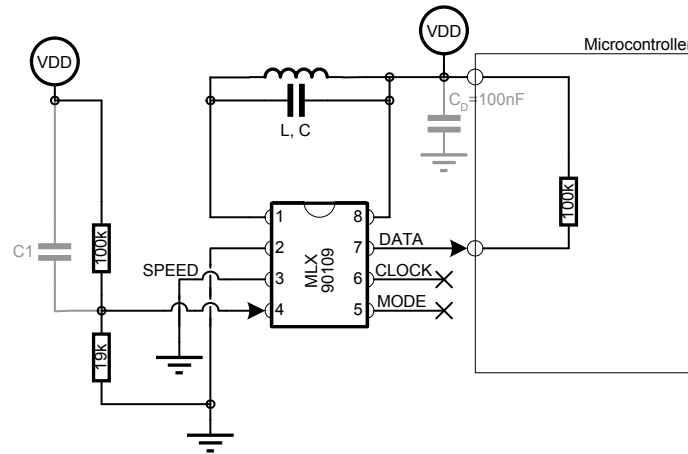 VDD
VDD
Microcontroller
C_D=100nF
L, C
100k
C1
100k
19k
SPEED
MLX
90109
1
2
3
4
8
7
6
5
DATA
CLOCK
MODE